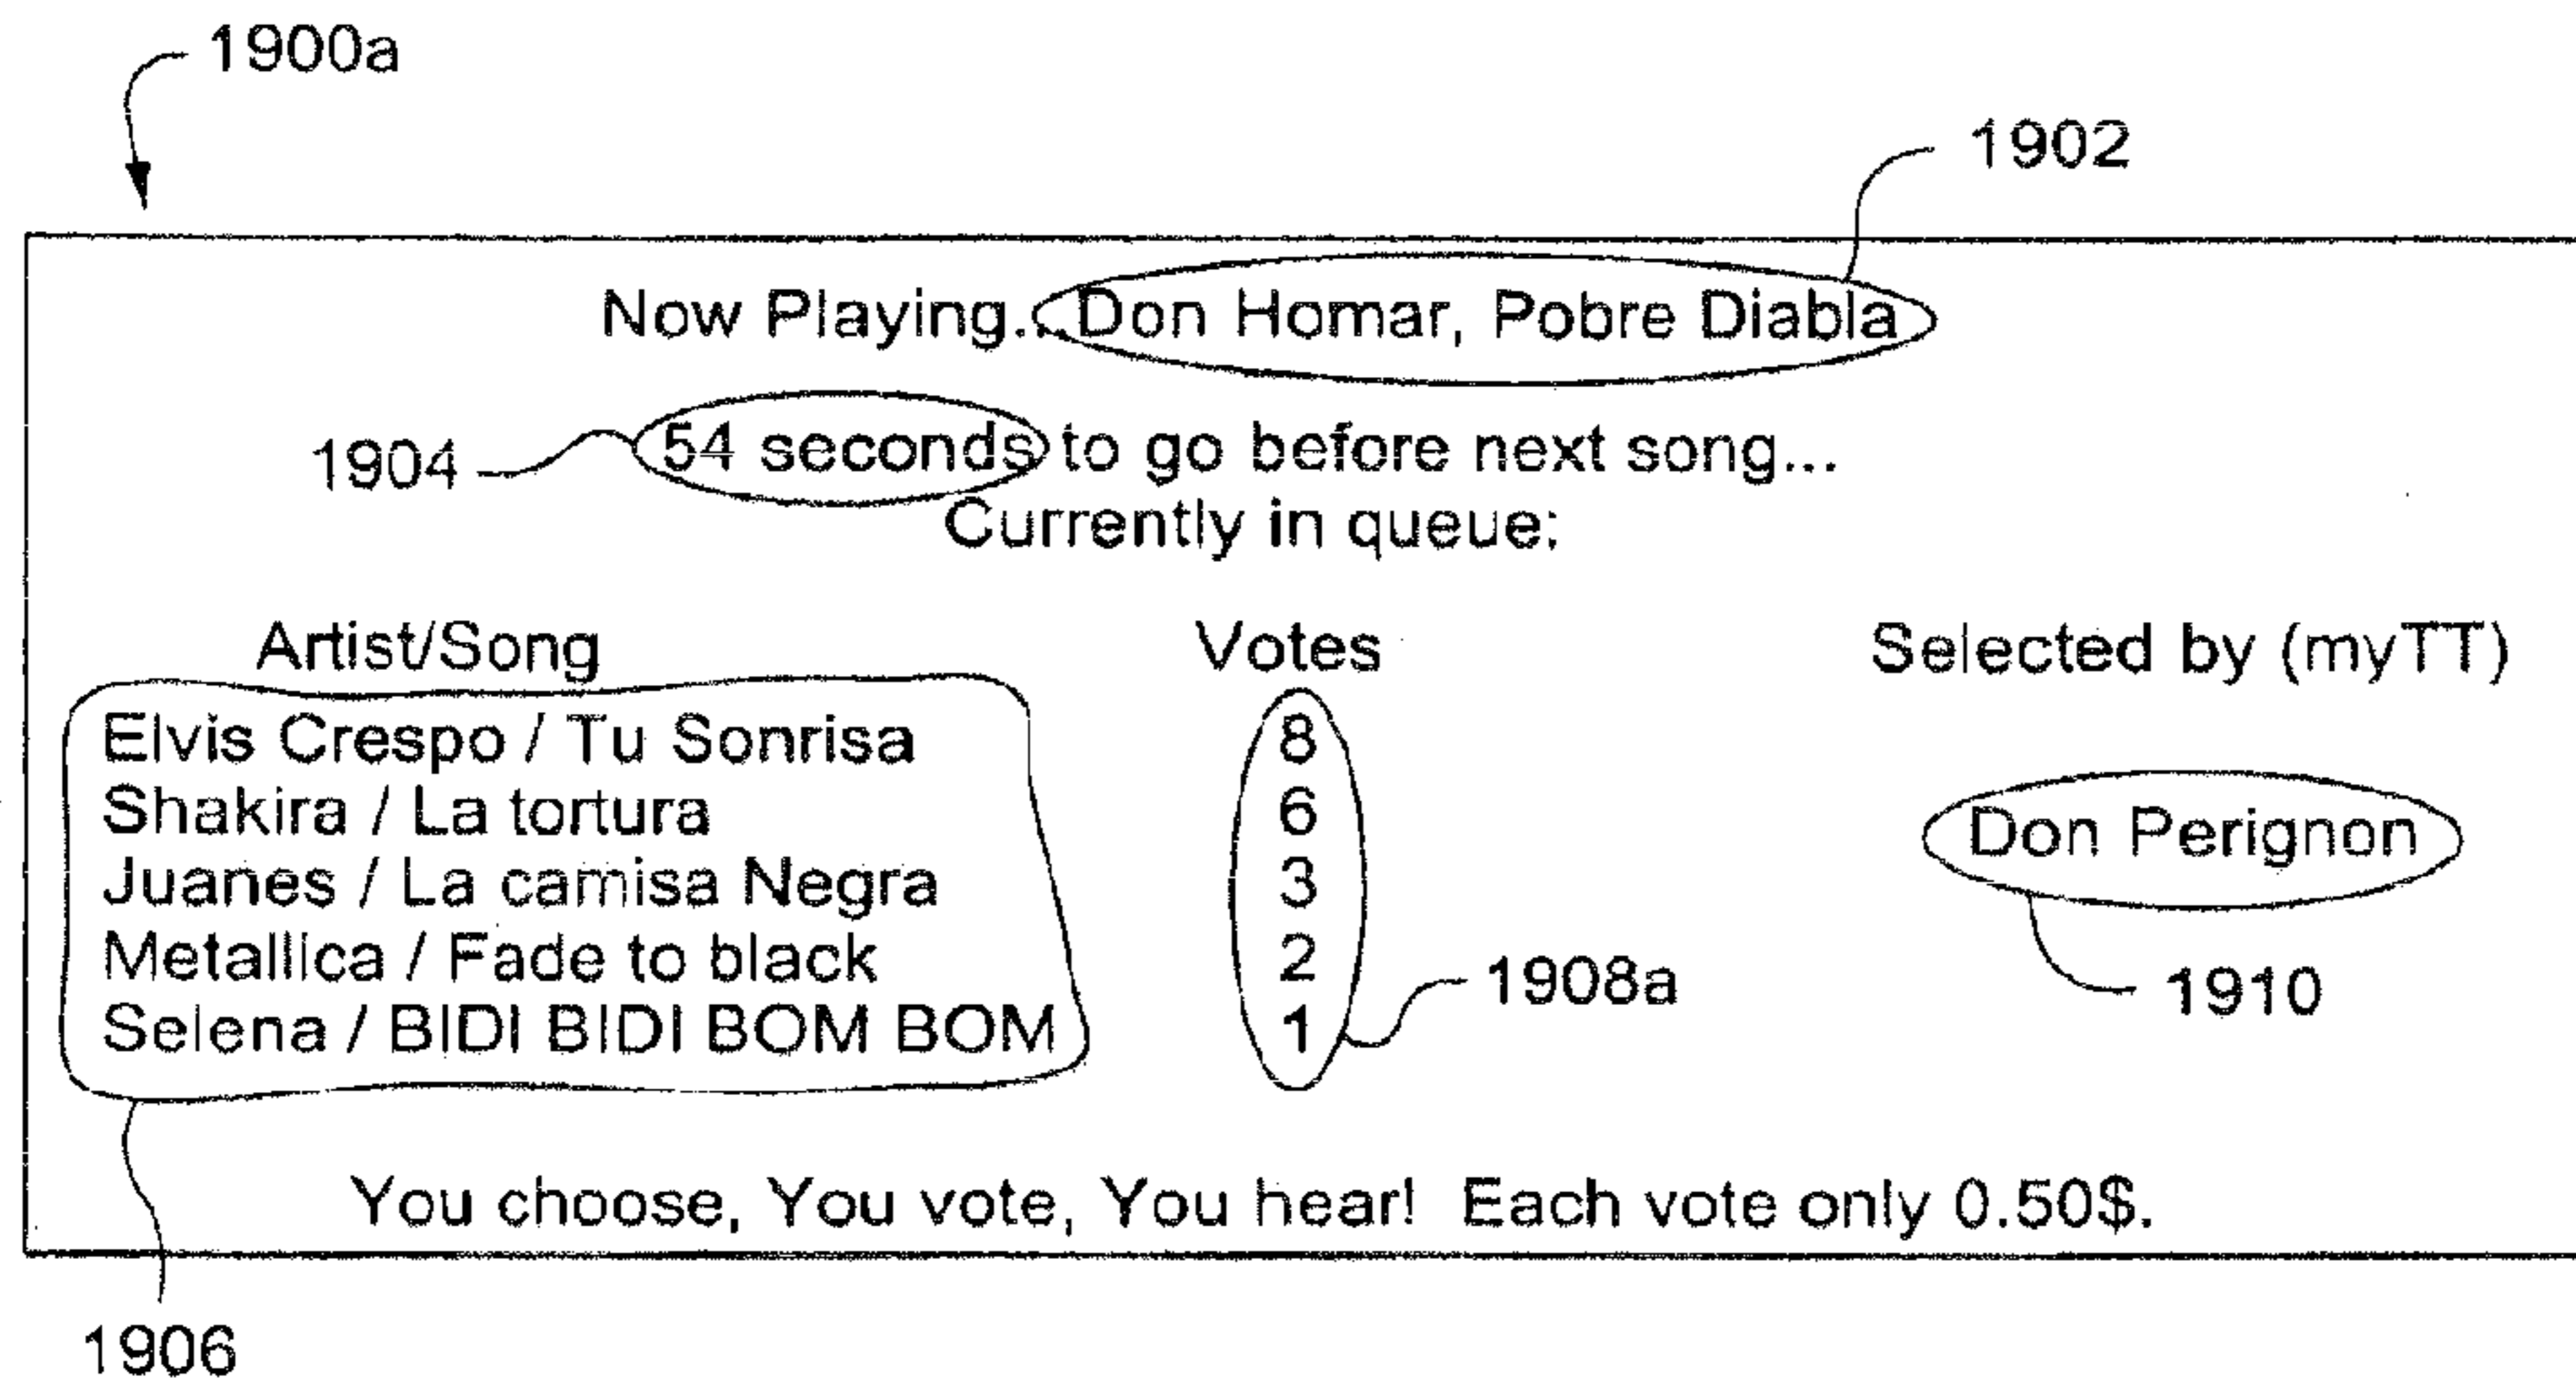 1900a
1902
Now Playing... Don Homar, Pobre Diabla
1904
54 seconds to go before next song...
Currently in queue:
Artist/Song Votes Selected by (myTT)
Elvis Crespo / Tu Sonrisa 8
Shakira / La tortura 6 Don Perignon
Juanes / La camisa Negra 3
Metallica / Fade to black 2
1908a
1910
Selena / BIDI BIDI BOM BOM 1
You choose, You vote, You hear! Each vote only 0.50$.
1906